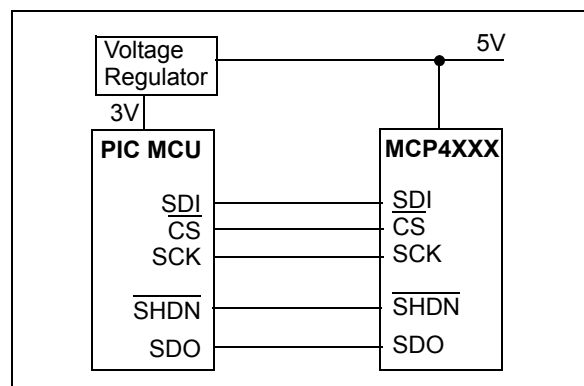 Voltage
Regulator
5V
3V
PIC MCU
MCP4XXX
SDI
SDI
CS
CS
SCK
SCK
SHDN
SHDN
SDO
SDO